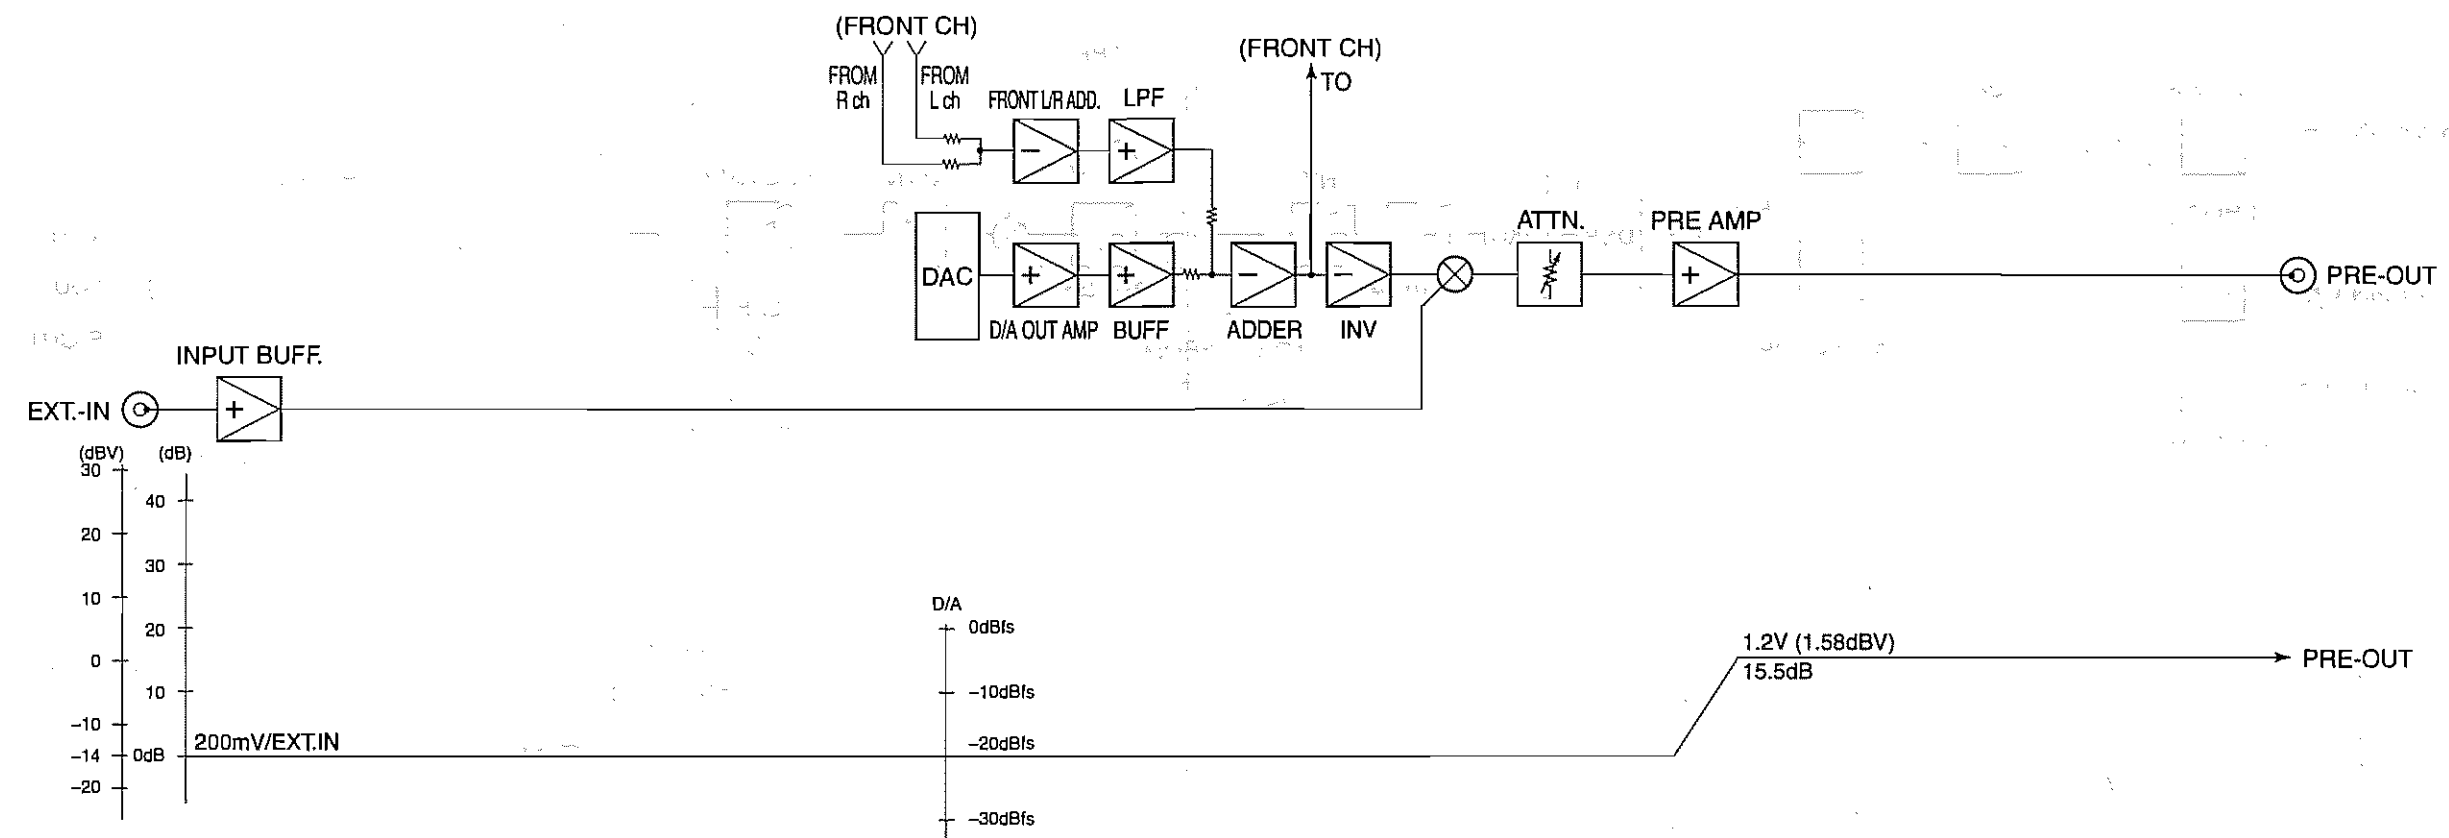 (FRONT CH)
(FRONT CH)
FROM
R ch
FROM
L ch
TO
FRONT L/R ADD.
LPF
−
+
ATTN.
PRE AMP
DAC
+
+
−
−
+
PRE-OUT
D/A OUT AMP
BUFF
ADDER
INV
INPUT BUFF.
EXT.-IN
+
(dBV)
(dB)
30
40
20
30
10
D/A
20
0dBfs
1.2V (1.58dBV)
0
PRE-OUT
15.5dB
10
−10dBfs
−10
200mV/EXT.IN
−20dBfs
−14
0dB
−20
−30dBfs